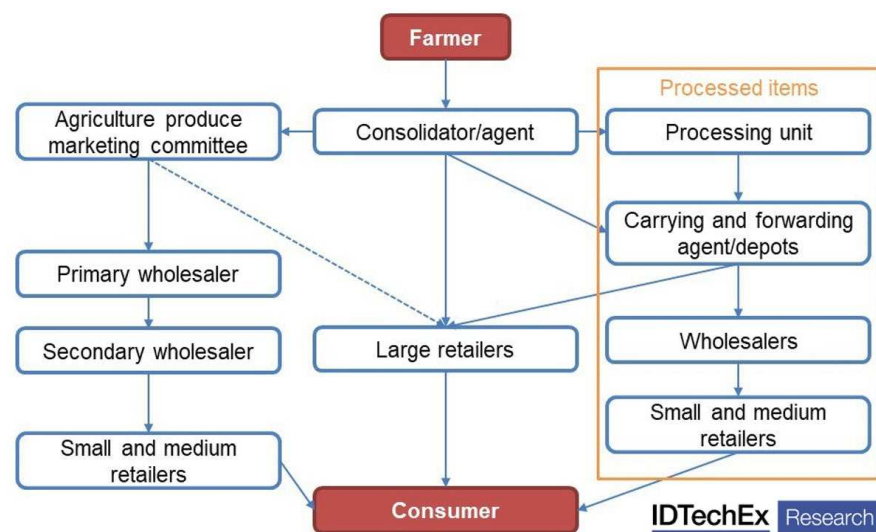 Farmer
Processed items
Agriculture produce
marketing committee
Consolidator/agent
Processing unit
Carrying and forwarding
agent/depots
Primary wholesaler
Secondary wholesaler
Large retailers
Wholesalers
Small and medium
retailers
Small and medium
retailers
Consumer
IDTechEx Research